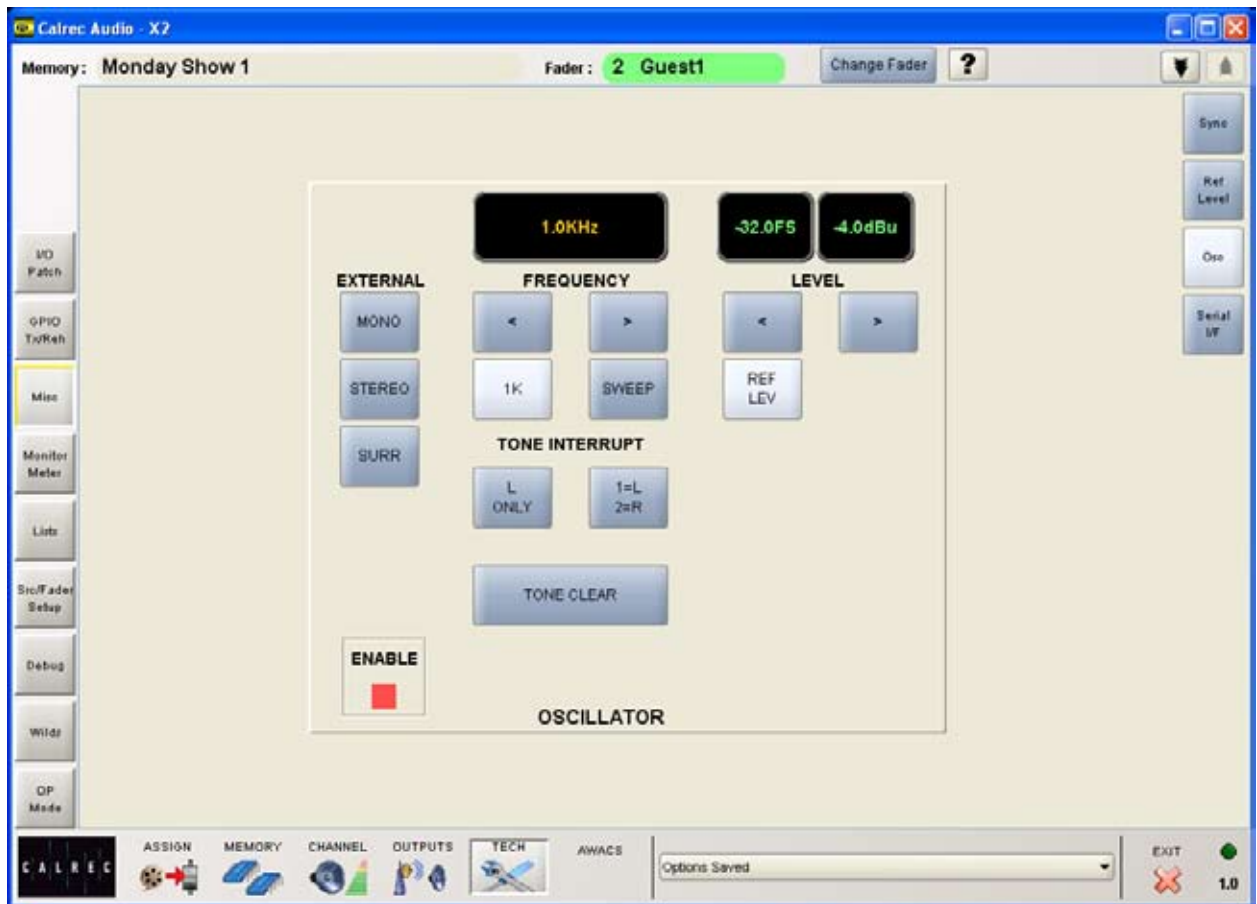 Calrec Audio - X2
Memory: Monday Show 1
Fader: 2 Guest1
Change Fader
?
Sync
Ref
Level
Osc
Serial
I/F
I/O
Patch
GPIO
Tx/Reh
Misc
Monitor
Meter
Lists
Src/Fader
Setup
Debug
Wilds
OP
Mode
1.0KHz
-32.0FS
-4.0dBu
EXTERNAL
FREQUENCY
LEVEL
MONO
<
>
<
>
STEREO
1K
SWEEP
REF
LEV
SURR
TONE INTERRUPT
L
ONLY
1=L
2=R
TONE CLEAR
ENABLE
OSCILLATOR
CALREC
ASSIGN
MEMORY
CHANNEL
OUTPUTS
TECH
AWACS
Options Saved
EXIT
1.0